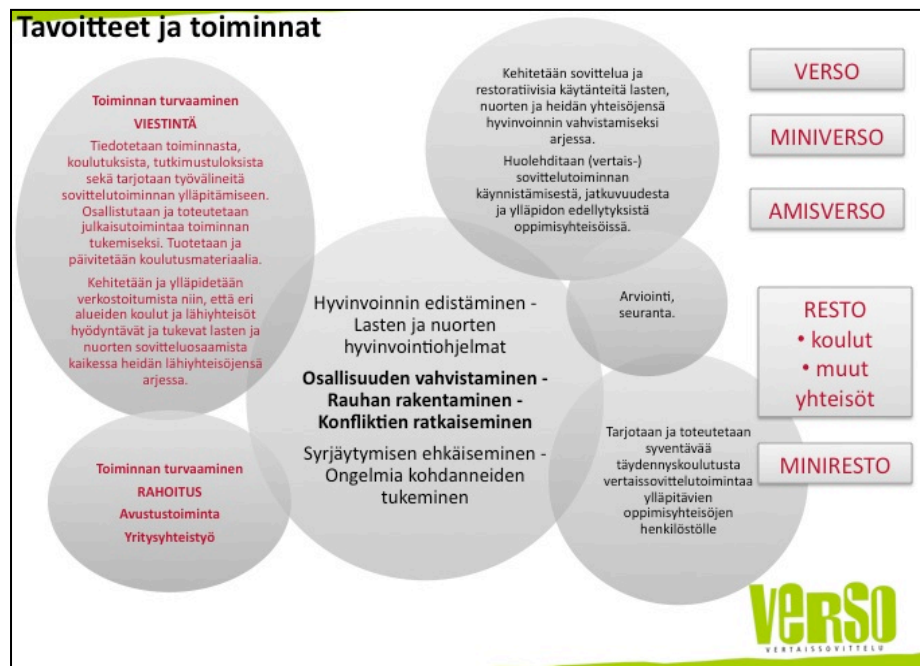 Tavoitteet ja toiminnat
Toiminnan turvaaminen
VIESTINTÄ
Tiedotetaan toiminnasta,
koulutuksista, tutkimustuloksista
sekä tarjotaan työvälineitä
sovittelutoiminnan ylläpitämiseen.
Osallistutaan ja toteutetaan
julkaisutoimintaa toiminnan
tukemiseksi. Tuotetaan ja
päivitetään koulutusmateriaalia.
Kehitetään ja ylläpidetään
verkostoitumista niin, että eri
alueiden koulut ja lähiyhteisöt
hyödyntävät ja tukevat lasten ja
nuorten sovitteluosaamista
kaikessa heidän lähiyhteisöjensä
arjessa.
Toiminnan turvaaminen
RAHOITUS
Avustustoiminta
Yritysyhteistyö
Hyvinvoinnin edistäminen -
Lasten ja nuorten
hyvinvointiohjelmat
Osallisuuden vahvistaminen -
Rauhan rakentaminen -
Konfliktien ratkaiseminen
Syrjäytymisen ehkäiseminen -
Ongelmia kohdanneiden
tukeminen
Kehitetään sovittelua ja
restoratiivisia käytänteitä lasten,
nuorten ja heidän yhteisöjensä
hyvinvoinnin vahvistamiseksi
arjessa.
Huolehditaan (vertais-)
sovittelutoiminnan
käynnistämisestä, jatkuvuudesta
ja ylläpidon edellytyksistä
oppimisyhteisöissä.
Arviointi,
seuranta.
Tarjotaan ja toteutetaan
syventävää
täydennyskoulutusta
vertaissovittelutoimintaa
ylläpitävien
oppimisyhteisöjen
henkilöstölle
VERSO
MINIVERSO
AMISVERSO
RESTO
• koulut
• muut
yhteisöt
MINIRESTO
VERSO
VERTAISSOVITTELU